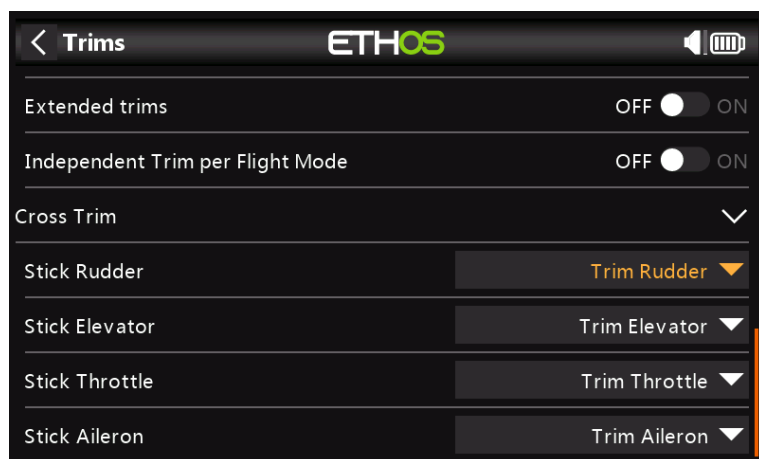 Trims ETHOS
Extended trims OFF ON
Independent Trim per Flight Mode OFF ON
Cross Trim
Stick Rudder Trim Rudder
Stick Elevator Trim Elevator
Stick Throttle Trim Throttle
Stick Aileron Trim Aileron